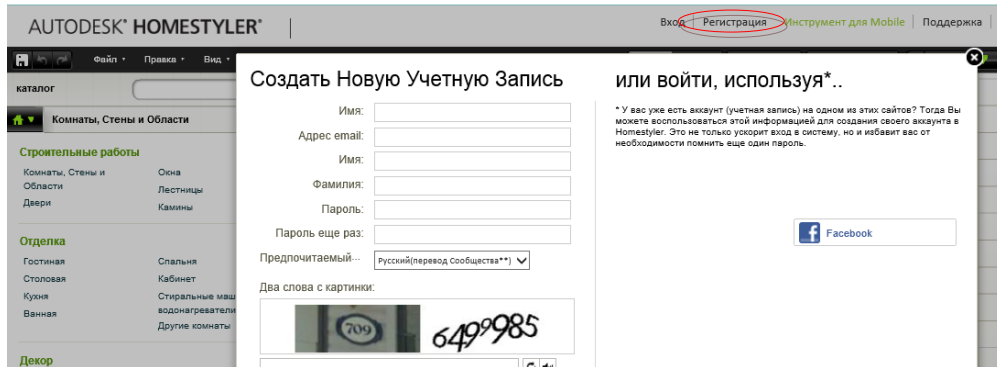 AUTODESK® HOMESTYLER®
Вход
Регистрация
Инструмент для Mobile
Поддержка
Файл
Правка
Вид
каталог
Комнаты, Стены и Области
Строительные работы
Комнаты, Стены и Области
Двери
Окна
Лестницы
Камины
Отделка
Гостиная
Столовая
Кухня
Ванная
Спальня
Кабинет
Стиральные маш
водонагреватели
Другие комнаты
Декор
Создать Новую Учетную Запись
Имя:
Адрес email:
Имя:
Фамилия:
Пароль:
Пароль еще раз:
Предпочитаемый...
Русский(перевод Сообщества**)
Два слова с картинки:
709
6499985
или войти, используя*..
* У вас уже есть аккаунт (учетная запись) на одном из этих сайтов? Тогда Вы
можете воспользоваться этой информацией для создания своего аккаунта в
Homestyler. Это не только ускорит вход в систему, но и избавит вас от
необходимости помнить еще один пароль.
Facebook